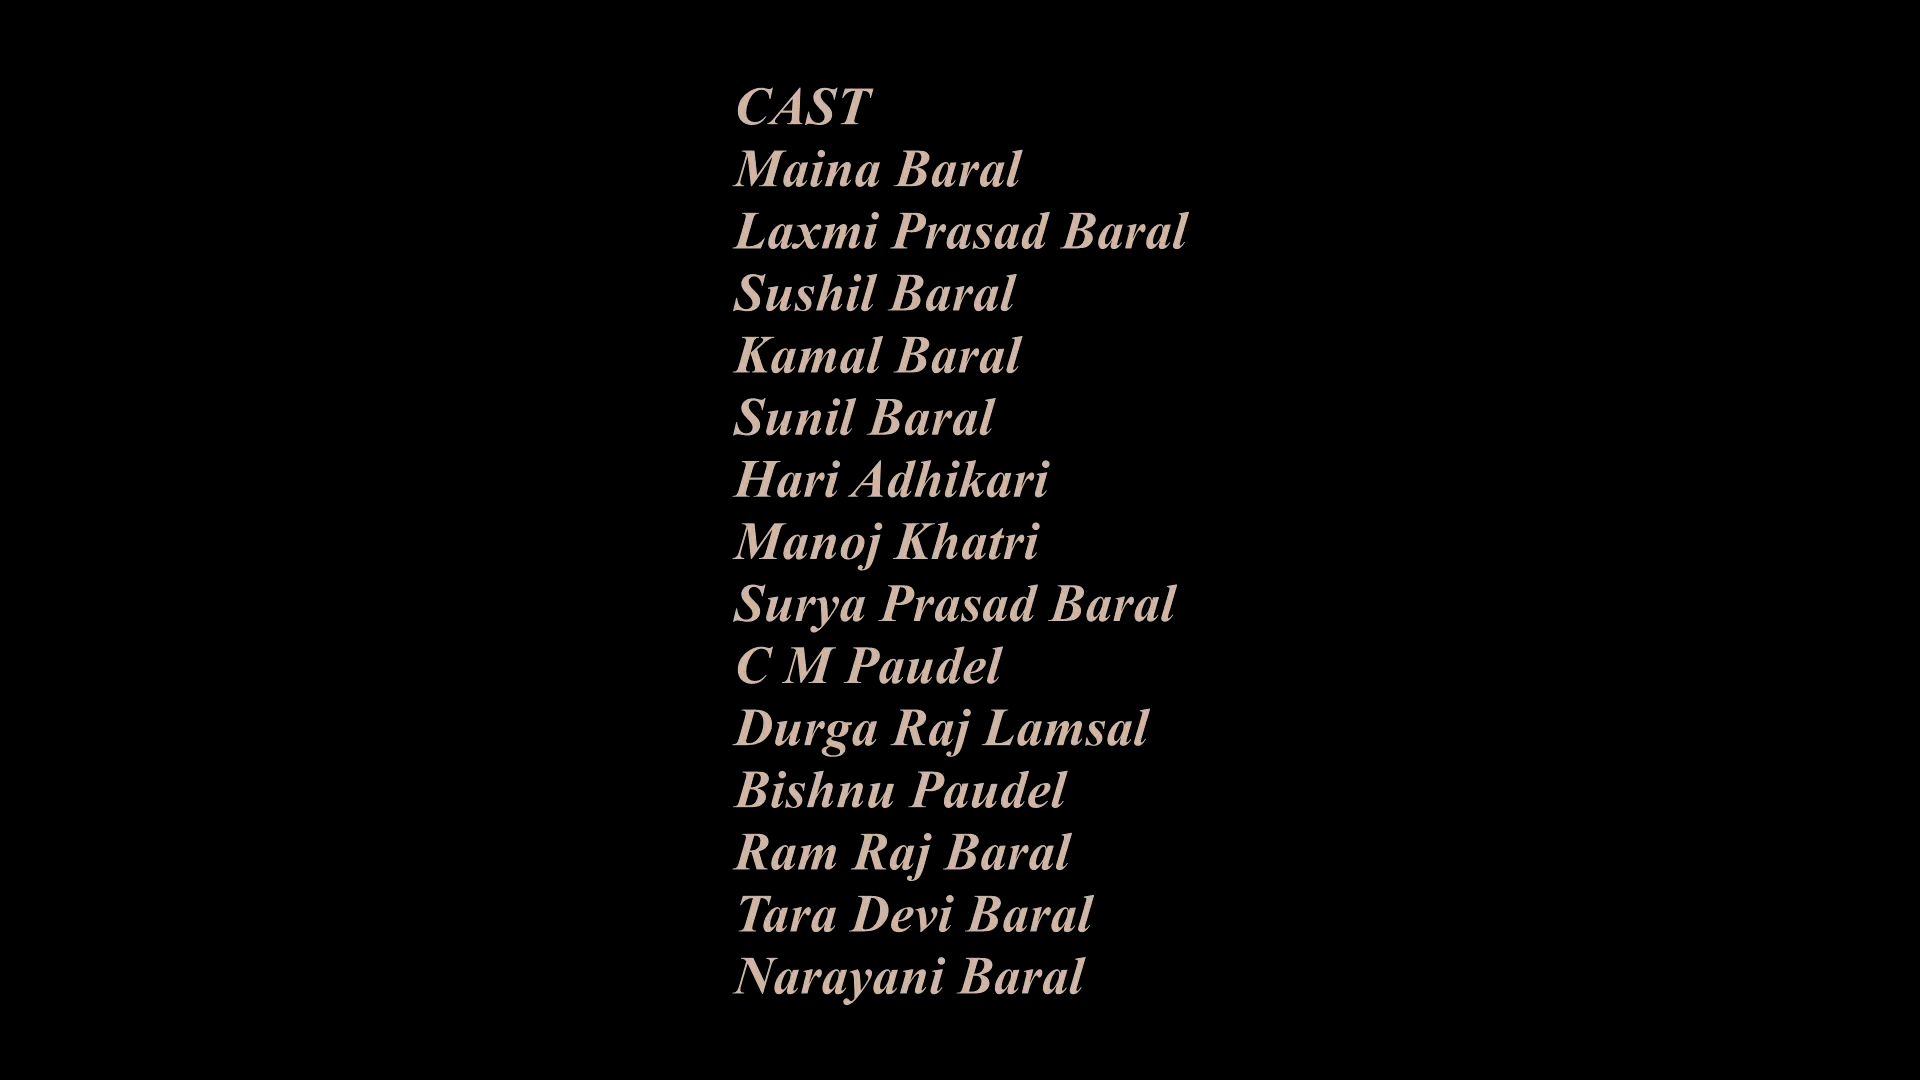 CAST
Maina Baral
Laxmi Prasad Baral
Sushil Baral
Kamal Baral
Sunil Baral
Hari Adhikari
Manoj Khatri
Surya Prasad Baral
C M Paudel
Durga Raj Lamsal
Bishnu Paudel
Ram Raj Baral
Tara Devi Baral
Narayani Baral